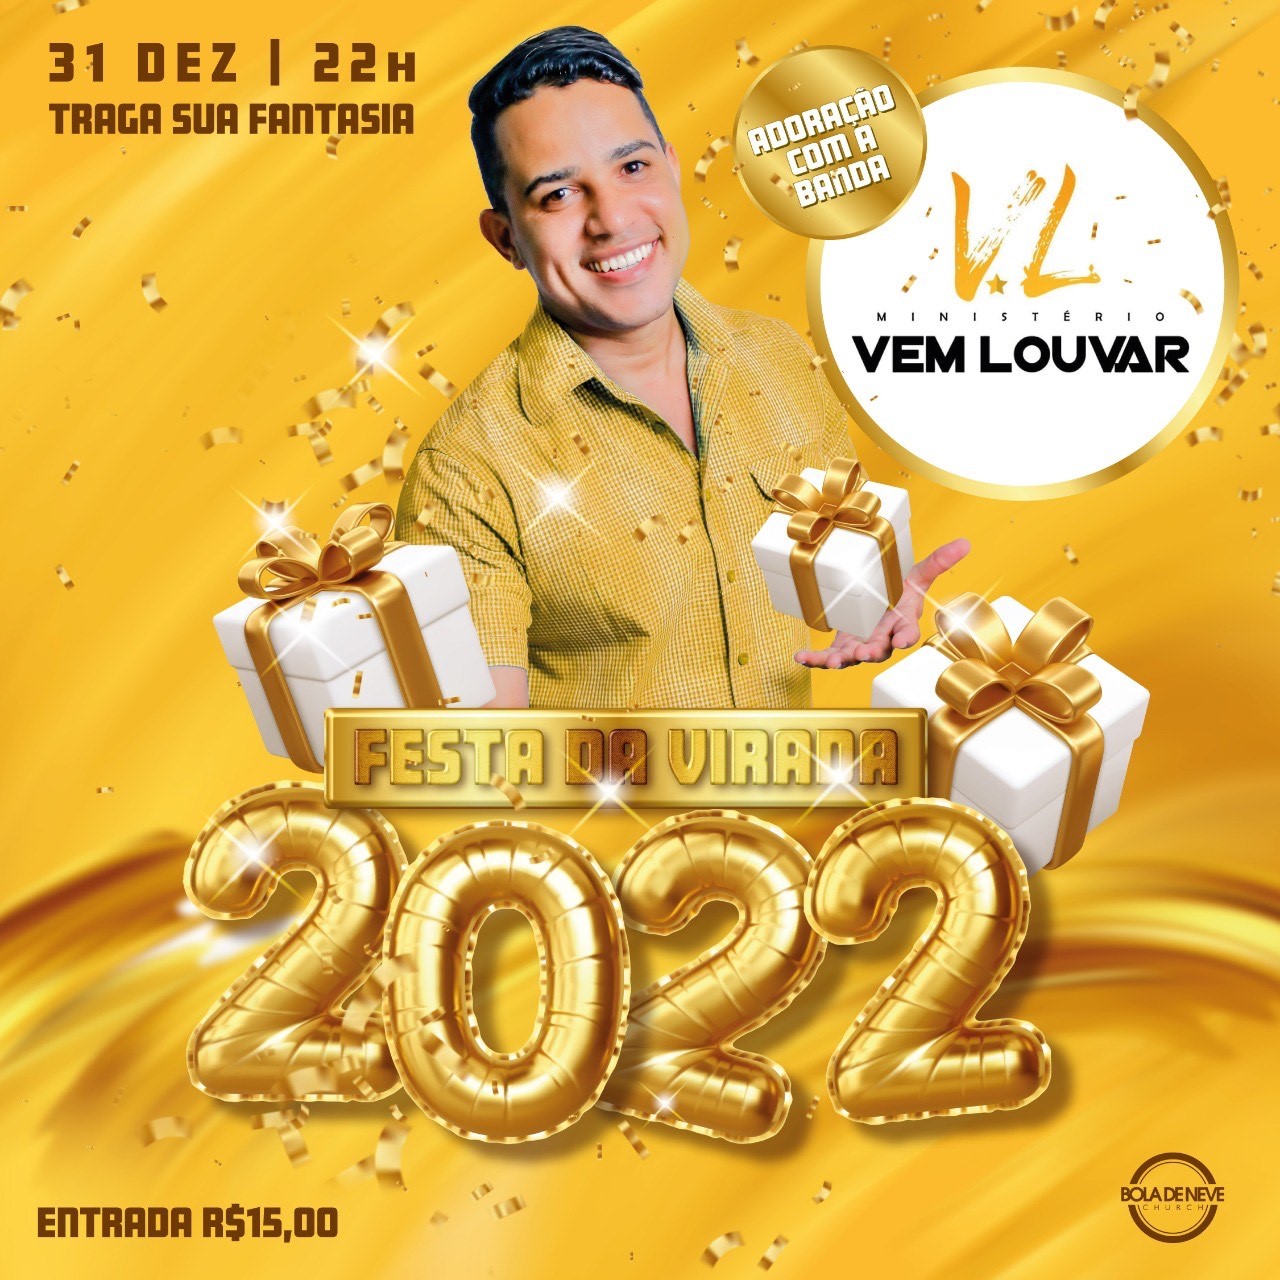 31 DEZ | 22H
TRAGA SUA FANTASIA
ADORAÇÃO
COM A
BANDA
V.L
MINISTÉRIO
VEM LOUVAR
FESTA DA VIRADA
2022
ENTRADA R$15,00
BOLA DE NEVE
CHURCH